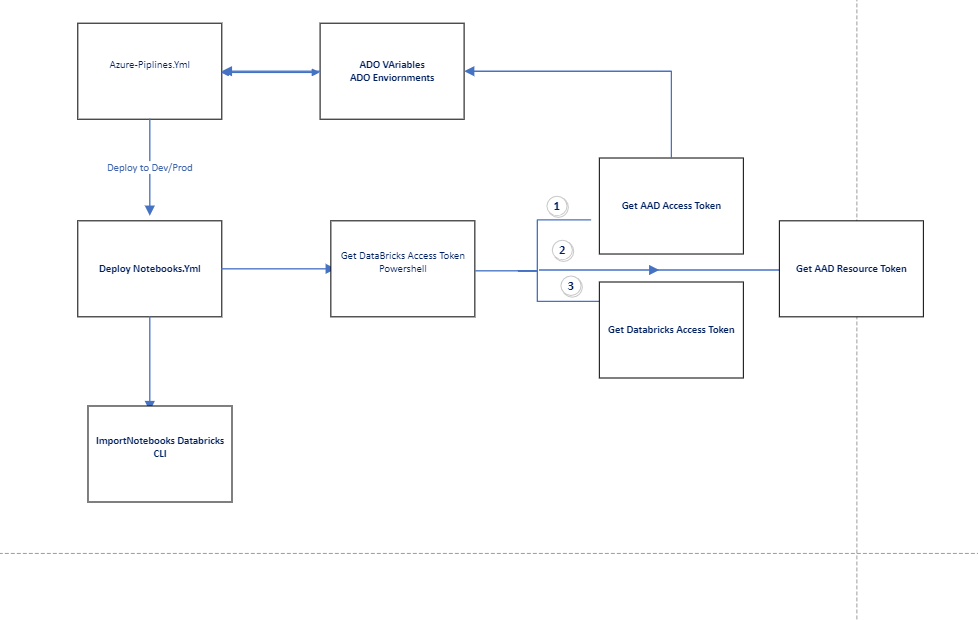 Azure-Piplines.Yml
ADO VAriables
ADO Enviornments
Deploy to Dev/Prod
1
Get AAD Access Token
2
Deploy Notebooks.Yml
Get DataBricks Access Token
Powershell
Get AAD Resource Token
3
Get Databricks Access Token
ImportNotebooks Databricks
CLI